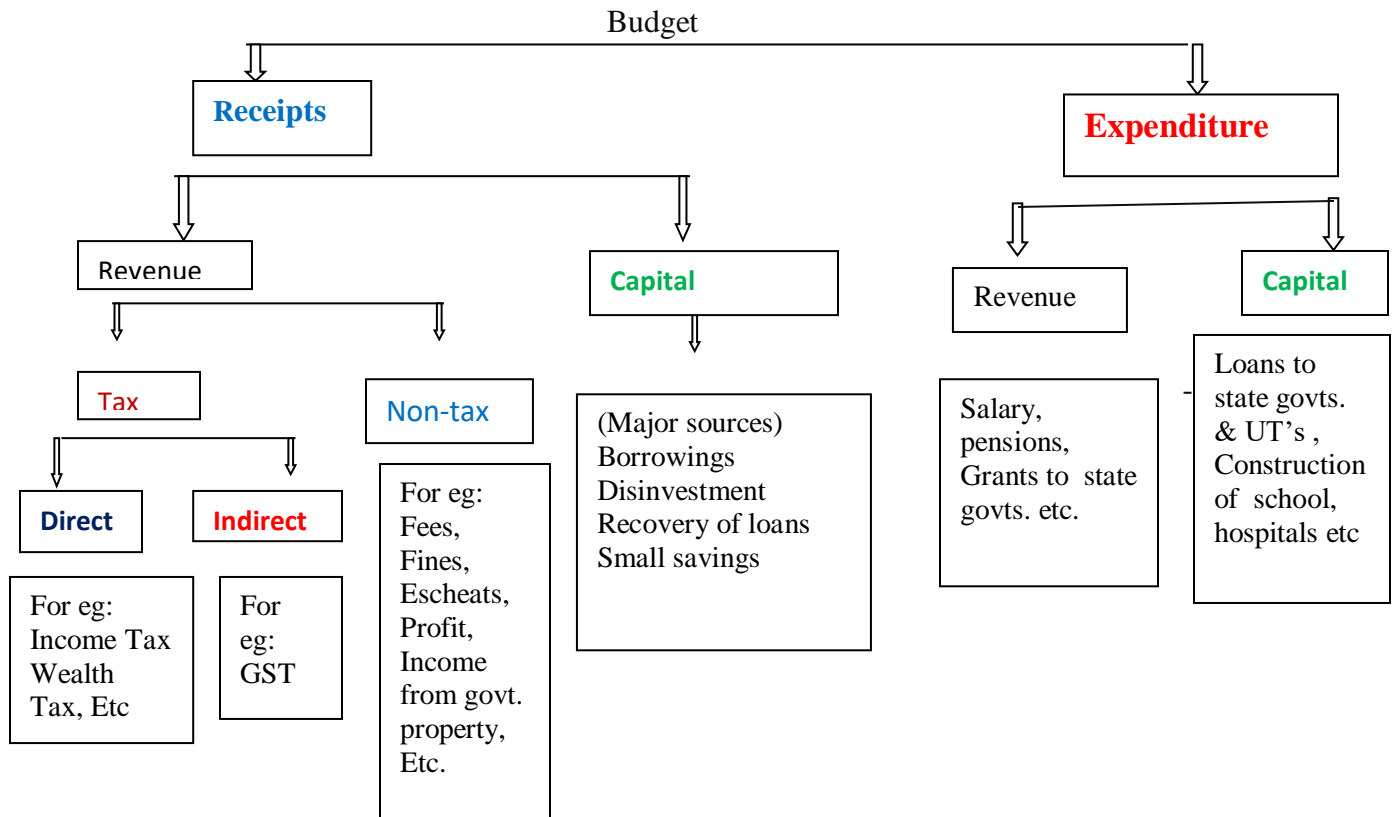 Budget
Receipts
Expenditure
Revenue
Capital
Revenue
Capital
Tax
Non-tax
(Major sources)
Borrowings
Disinvestment
Recovery of loans
Small savings
Salary,
pensions,
Grants to state
govts. etc.
Loans to
state govts.
& UT’s ,
Construction
of school,
hospitals etc
Direct
Indirect
For eg:
Fees,
Fines,
Escheats,
Profit,
Income
from govt.
property,
Etc.
For eg:
Income Tax
Wealth
Tax, Etc
For
eg:
GST